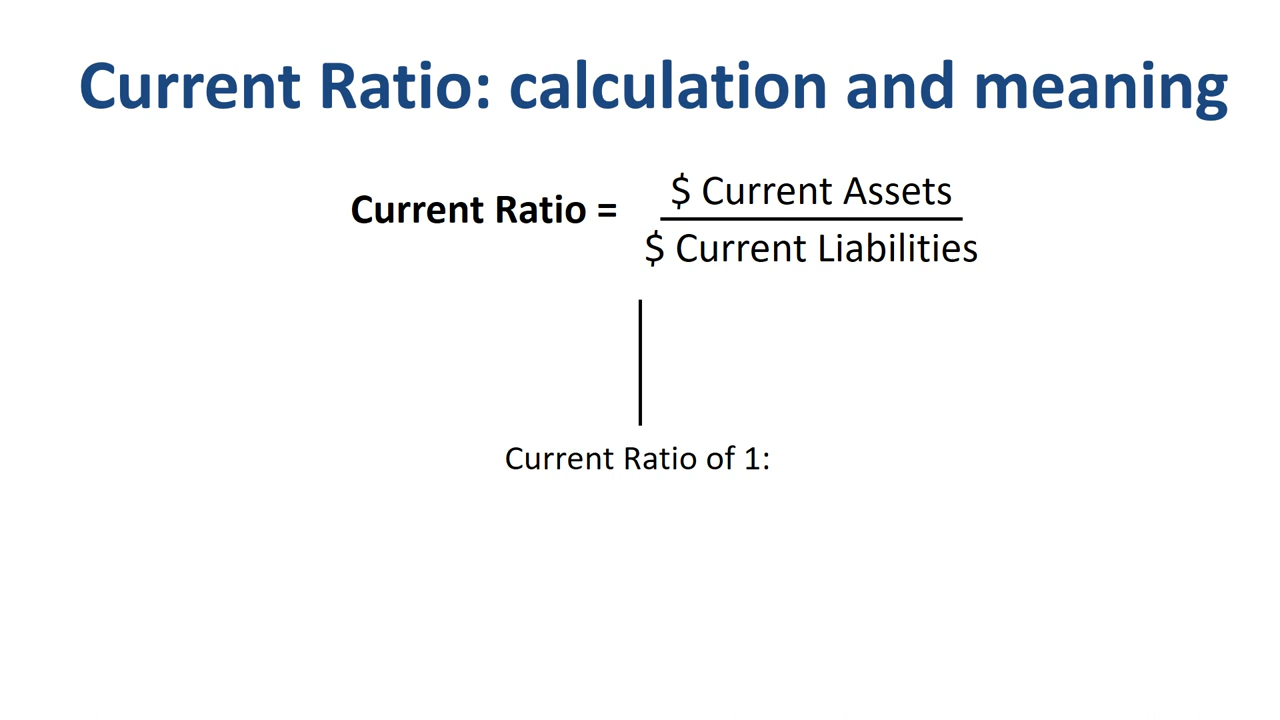 Current Ratio: calculation and meaning
Current Ratio =
$ Current Assets
$ Current Liabilities
Current Ratio of 1: